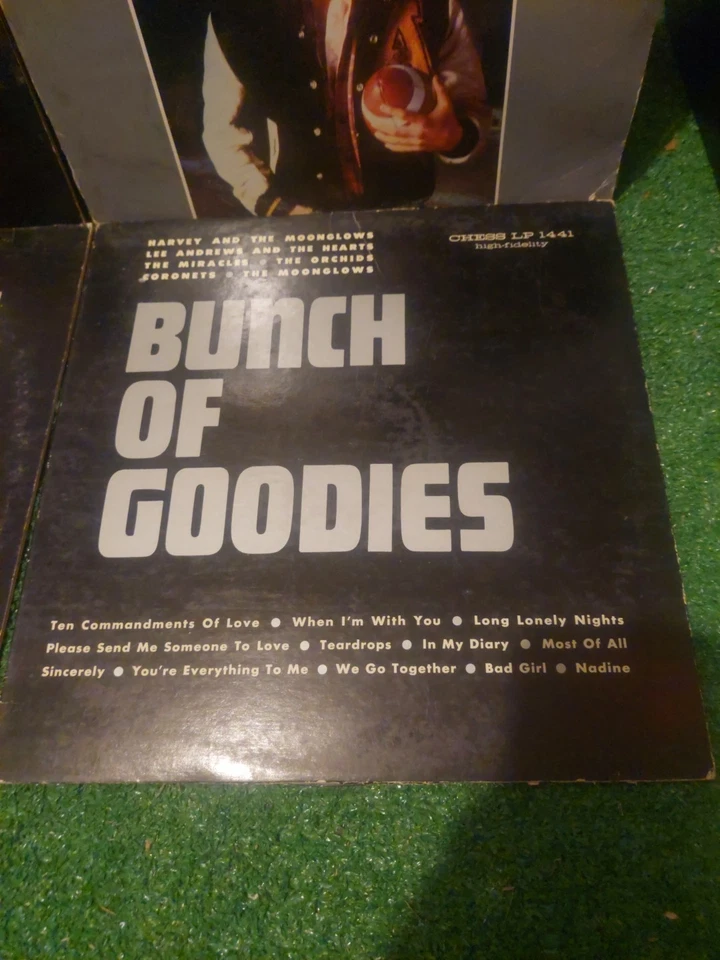 HARVEY AND THE MOONGLOWS
LEE ANDREWS AND THE HEARTS
THE MIRACLES • THE ORCHIDS
CORONETS • THE MOONGLOWS
CHESS LP 1441
high-fidelity
BUNCH
OF
GOODIES
Ten Commandments Of Love ● When I'm With You ● Long Lonely Nights
Please Send Me Someone To Love ● Teardrops ● In My Diary ● Most Of All
Sincerely ● You're Everything To Me ● We Go Together ● Bad Girl ● Nadine